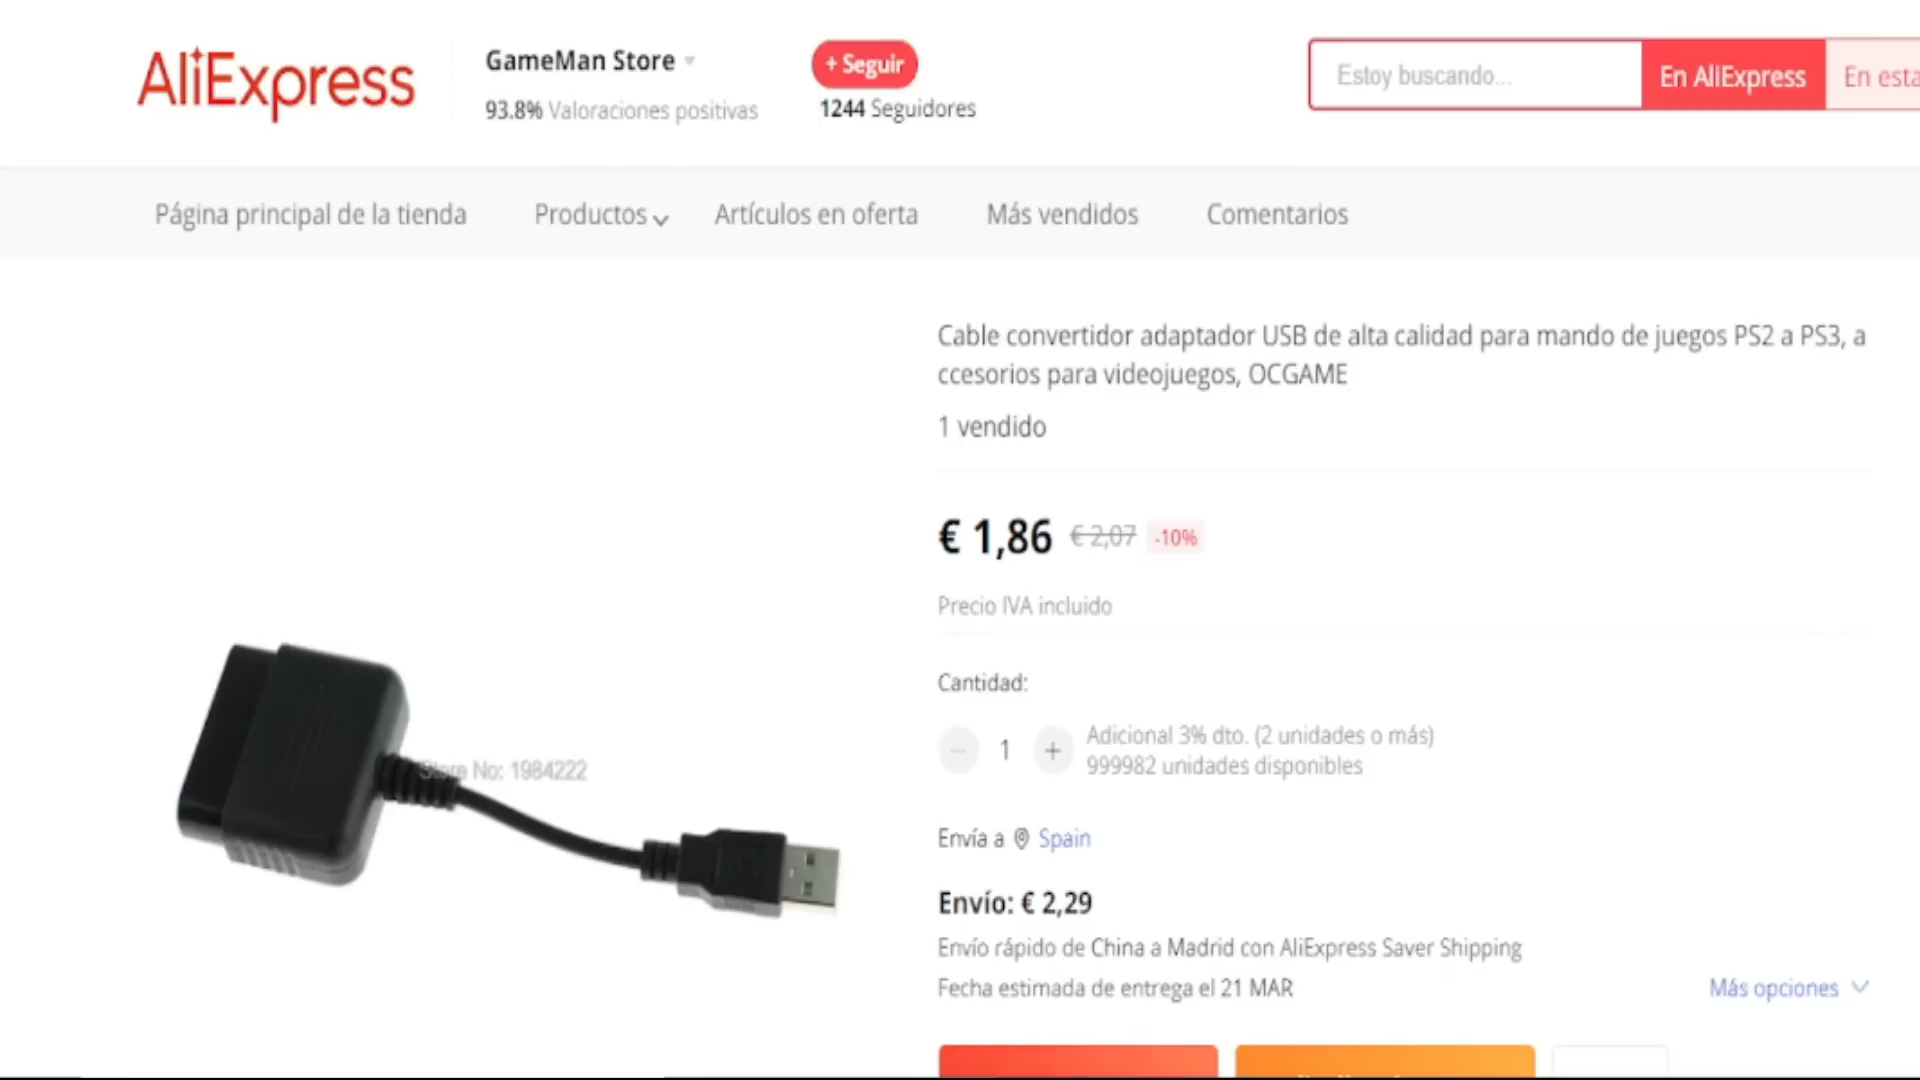 AliExpress
GameMan Store
93.8% Valoraciones positivas
+ Seguir
1244 Seguidores
Estoy buscando...
En AliExpress
En esta
Página principal de la tienda
Productos
Artículos en oferta
Más vendidos
Comentarios
Cable convertidor adaptador USB de alta calidad para mando de juegos PS2 a PS3, a
ccesorios para videojuegos, OCGAME
1 vendido
€ 1,86 € 2,07 -10%
Precio IVA incluido
Cantidad:
1
Adicional 3% dto. (2 unidades o más)
999982 unidades disponibles
Store No: 1984222
Envía a Spain
Envío: € 2,29
Envío rápido de China a Madrid con AliExpress Saver Shipping
Fecha estimada de entrega el 21 MAR
Más opciones